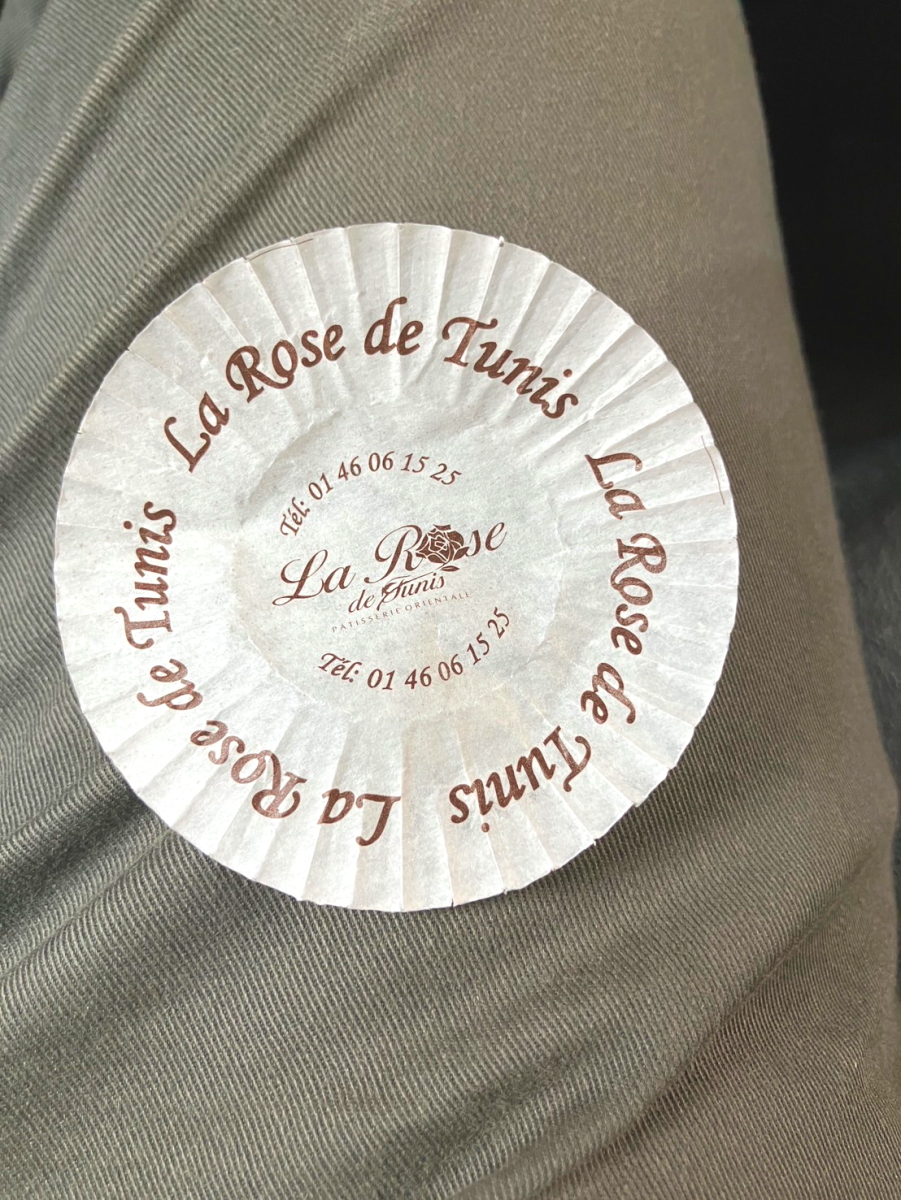 La Rose de Tunis
La Rose de Tunis
La Rose de Tunis
Tél: 01 46 06 15 25
La Rose
de Tunis
PATISSERIE ORIENTALE
Tél: 01 46 06 15 25